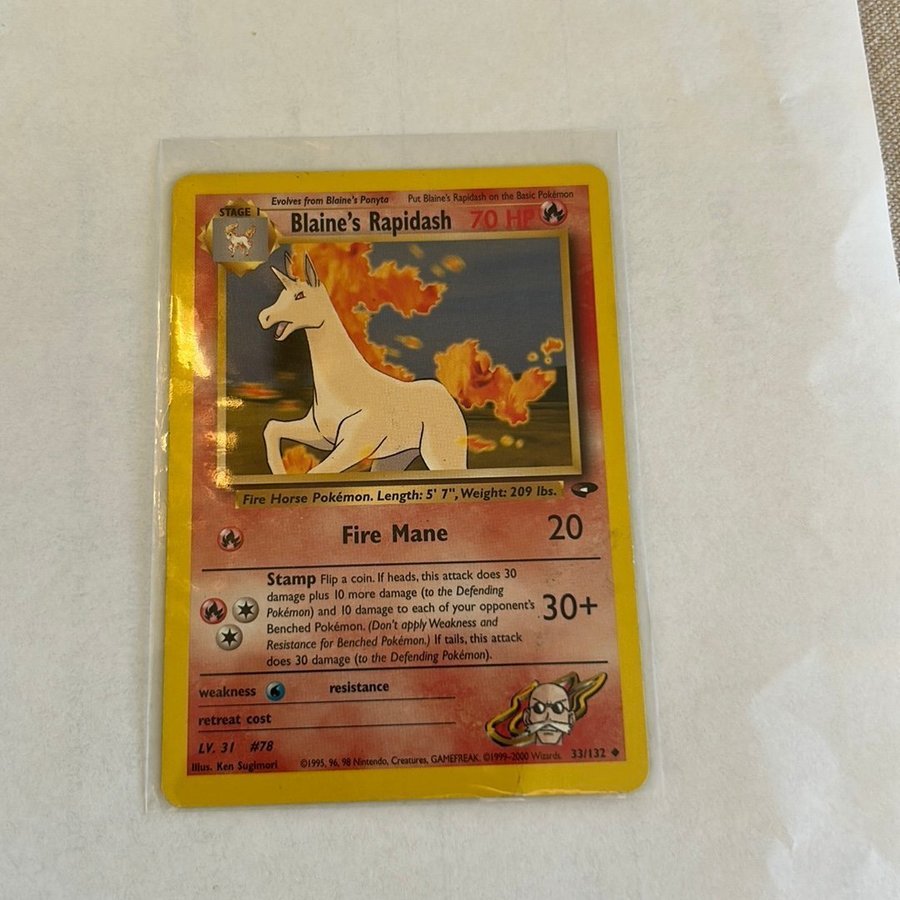 Evolves from Blaine's Ponyta Put Blaine's Rapidash on the Basic Pokémon
STAGE 1 Blaine's Rapidash 70 HP
Fire Horse Pokémon. Length: 5' 7", Weight: 209 lbs.
Fire Mane 20
Stamp Flip a coin. If heads, this attack does 30
damage plus 10 more damage (to the Defending
Pokémon) and 10 damage to each of your opponent's
Benched Pokémon. (Don't apply Weakness and
Resistance for Benched Pokémon.) If tails, this attack
does 30 damage (to the Defending Pokémon).
30+
weakness resistance
retreat cost
LV. 31 #78
Illus. Ken Sugimori ©1995, 96, 98 Nintendo, Creatures, GAMEFREAK. ©1999-2000 Wizards. 33/132